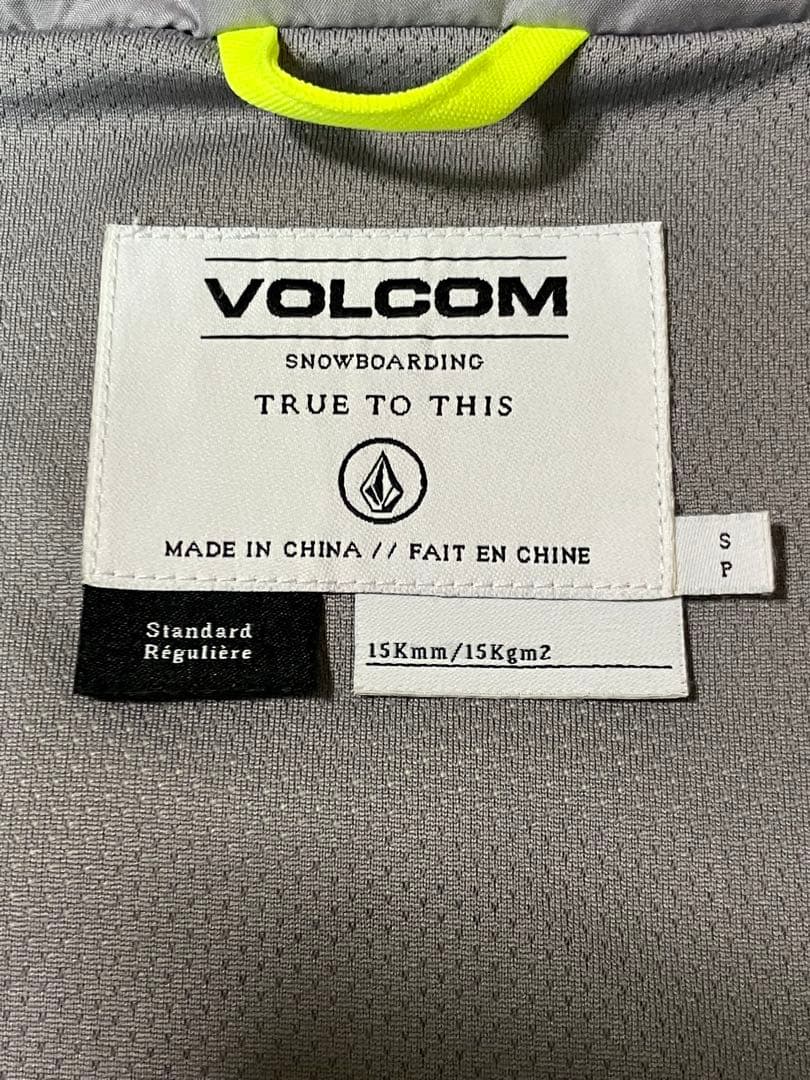 VOLCOM
SNOWBOARDING
TRUE TO THIS
MADE IN CHINA // FAIT EN CHINE
S
P
Standard
Régulière
15Kmm/15Kgm2